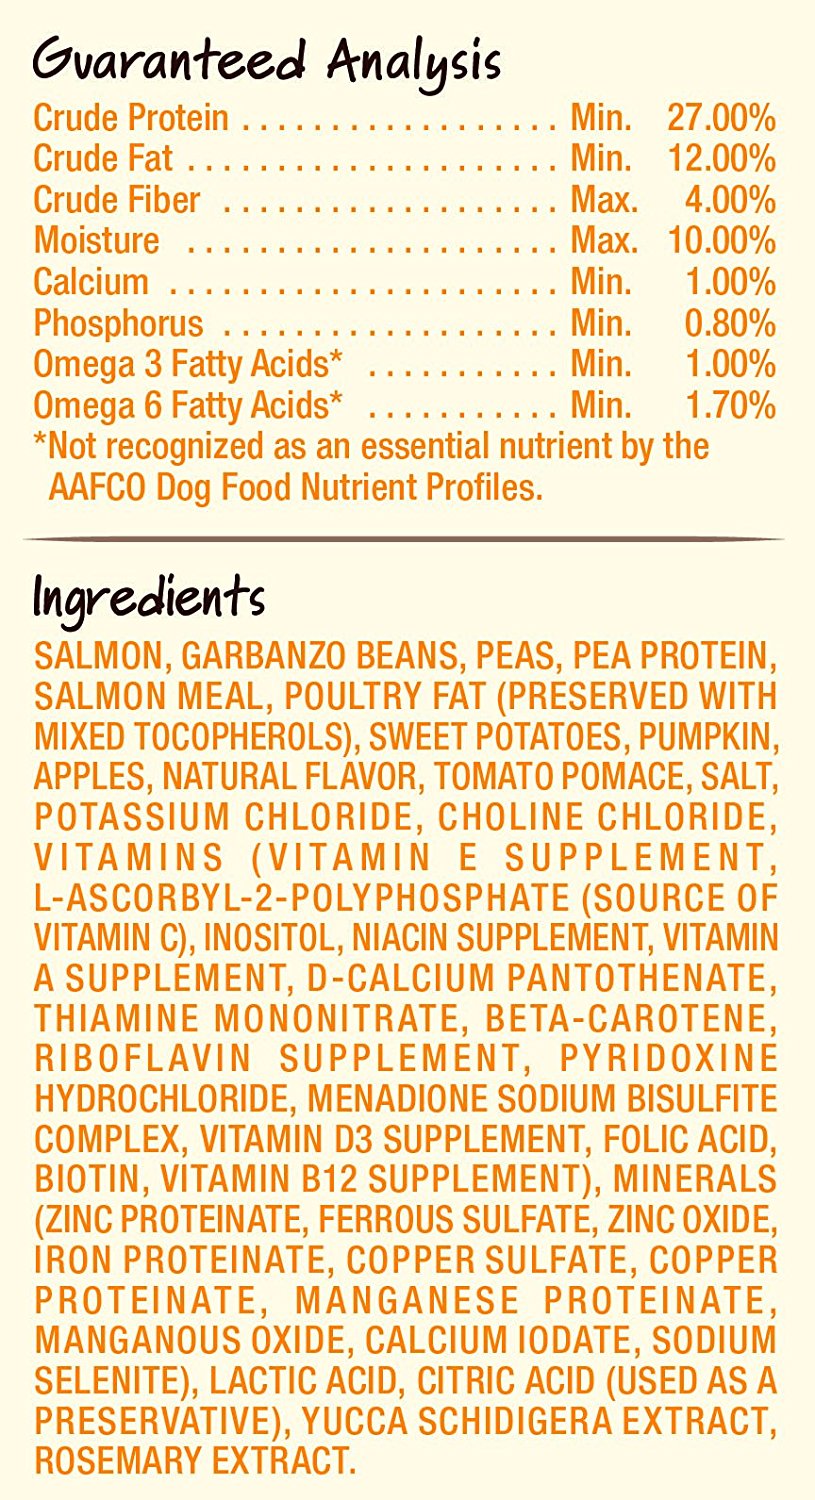 Guaranteed Analysis
Crude Protein . . . . . . . . . . . . . . . . . . Min. 27.00%
Crude Fat . . . . . . . . . . . . . . . . . . . . . Min. 12.00%
Crude Fiber . . . . . . . . . . . . . . . . . . . Max. 4.00%
Moisture . . . . . . . . . . . . . . . . . . . . . Max. 10.00%
Calcium . . . . . . . . . . . . . . . . . . . . . . Min. 1.00%
Phosphorus . . . . . . . . . . . . . . . . . . . Min. 0.80%
Omega 3 Fatty Acids* . . . . . . . . . . . Min. 1.00%
Omega 6 Fatty Acids* . . . . . . . . . . . Min. 1.70%
*Not recognized as an essential nutrient by the
AAFCO Dog Food Nutrient Profiles.
Ingredients
SALMON, GARBANZO BEANS, PEAS, PEA PROTEIN,
SALMON MEAL, POULTRY FAT (PRESERVED WITH
MIXED TOCOPHEROLS), SWEET POTATOES, PUMPKIN,
APPLES, NATURAL FLAVOR, TOMATO POMACE, SALT,
POTASSIUM CHLORIDE, CHOLINE CHLORIDE,
VITAMINS (VITAMIN E SUPPLEMENT,
L-ASCORBYL-2-POLYPHOSPHATE (SOURCE OF
VITAMIN C), INOSITOL, NIACIN SUPPLEMENT, VITAMIN
A SUPPLEMENT, D-CALCIUM PANTOTHENATE,
THIAMINE MONONITRATE, BETA-CAROTENE,
RIBOFLAVIN SUPPLEMENT, PYRIDOXINE
HYDROCHLORIDE, MENADIONE SODIUM BISULFITE
COMPLEX, VITAMIN D3 SUPPLEMENT, FOLIC ACID,
BIOTIN, VITAMIN B12 SUPPLEMENT), MINERALS
(ZINC PROTEINATE, FERROUS SULFATE, ZINC OXIDE,
IRON PROTEINATE, COPPER SULFATE, COPPER
PROTEINATE, MANGANESE PROTEINATE,
MANGANOUS OXIDE, CALCIUM IODATE, SODIUM
SELENITE), LACTIC ACID, CITRIC ACID (USED AS A
PRESERVATIVE), YUCCA SCHIDIGERA EXTRACT,
ROSEMARY EXTRACT.